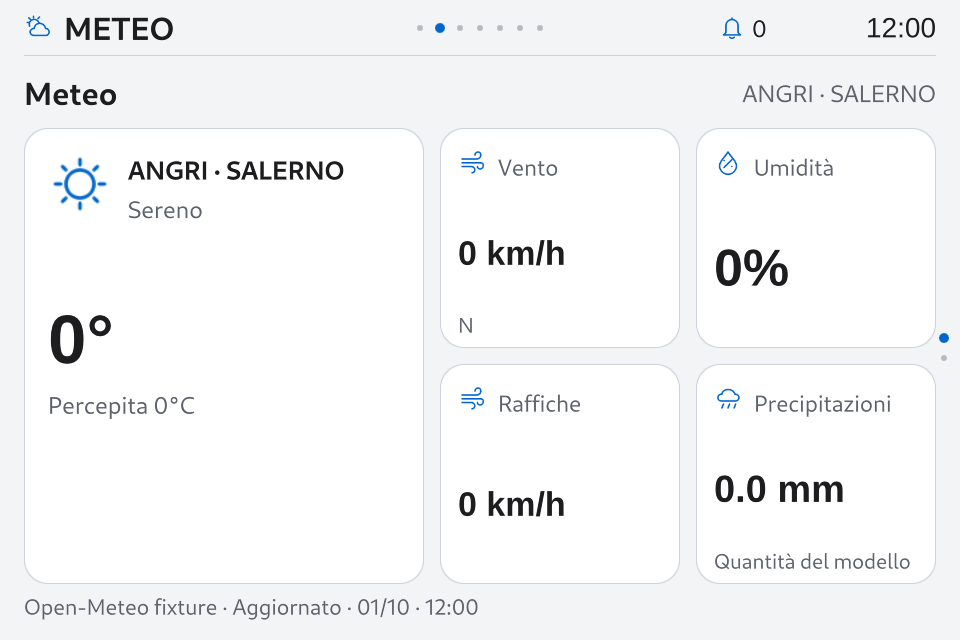 METEO
0
12:00
Meteo
ANGRI · SALERNO
ANGRI · SALERNO
Sereno
0°
Percepita 0°C
Vento
0 km/h
N
Umidità
0%
Raffiche
0 km/h
Precipitazioni
0.0 mm
Quantità del modello
Open-Meteo fixture · Aggiornato · 01/10 · 12:00